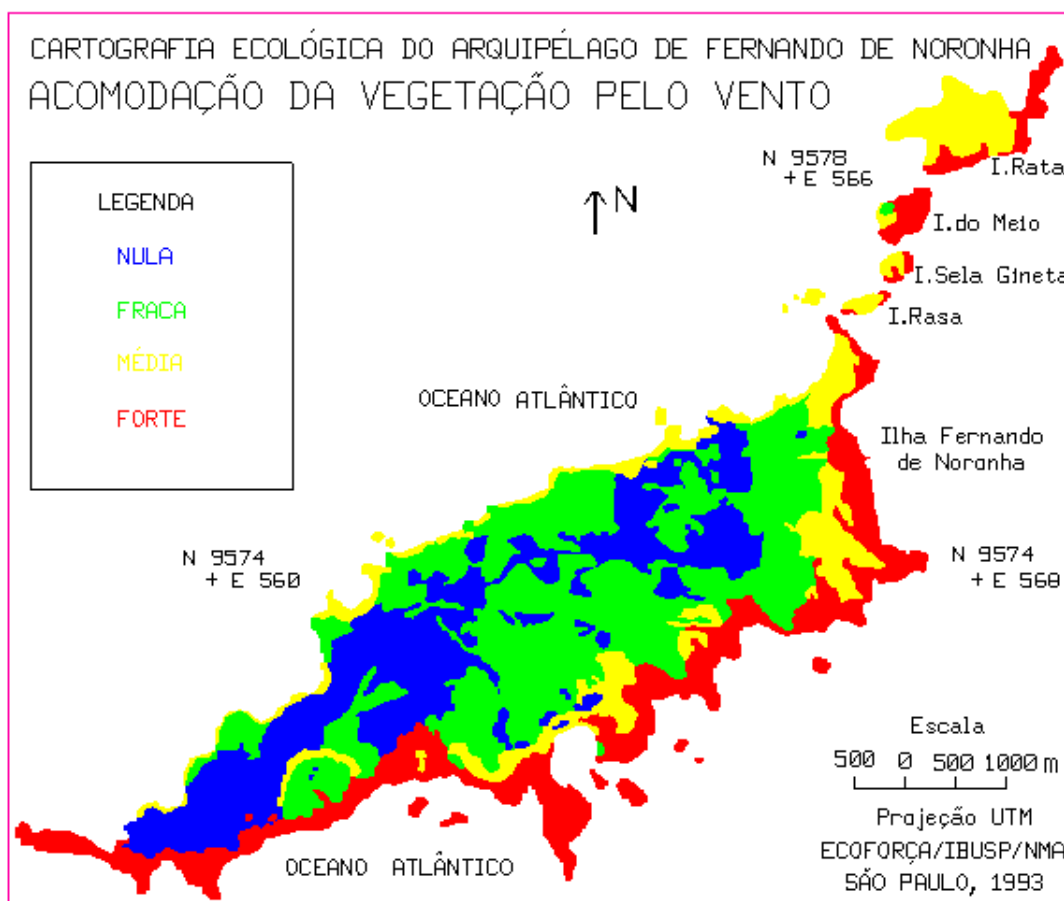 CARTOGRAFIA ECOLÓGICA DO ARQUIPÉLAGO DE FERNANDO DE NORONHA
ACOMODAÇÃO DA VEGETAÇÃO PELO VENTO
LEGENDA
NULA
FRACA
MÉDIA
FORTE
N
N 9578
+ E 566
I.Rata
I.do Meio
I.Sela Gineta
I.Rasa
OCEANO ATLÂNTICO
Ilha Fernando
de Noronha
N 9574
+ E 560
N 9574
+ E 568
Escala
500 0 500 1000 m
Projeção UTM
ECOFORÇA/IBUSP/NMA
SÃO PAULO, 1993
OCEANO ATLÂNTICO